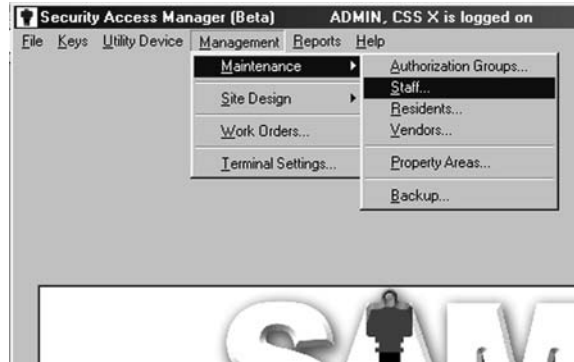 Security Access Manager (Beta) ADMIN, CSS X is logged on
File Keys Utility Device Management Reports Help
Maintenance
Site Design
Work Orders...
Terminal Settings...
Authorization Groups...
Staff...
Residents...
Vendors...
Property Areas...
Backup...
SAM